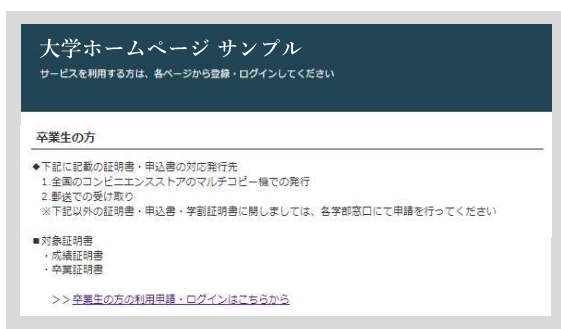 大学ホームページ サンプル
サービスを利用する方は、各ページから登録・ログインしてください
卒業生の方
◆下記に記載の証明書・申込書の対応発行先
1.全国のコンビニエンスストアのマルチコピー機での発行
2.郵送での受け取り
※下記以外の証明書・申込書・学割証明書に関しましては、各学部窓口にて申請を行ってください
■対象証明書
・成績証明書
・卒業証明書
>>卒業生の方の利用申請・ログインはこちらから